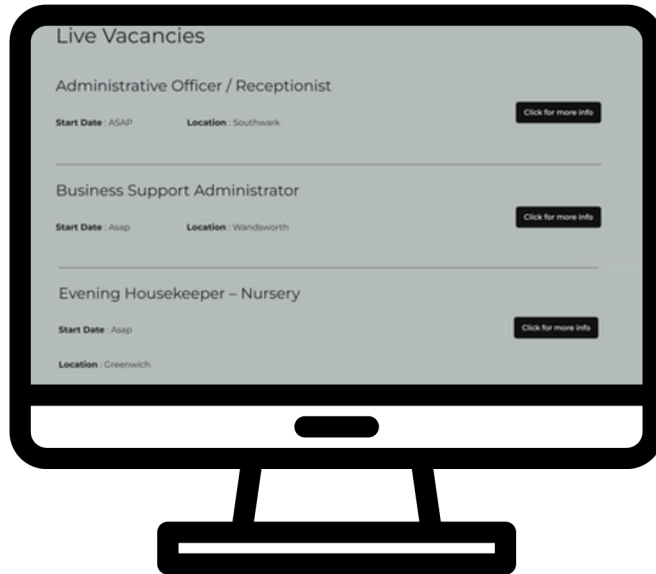 Live Vacancies
Administrative Officer / Receptionist
Start Date : ASAP Location : Southwark Click for more info
Business Support Administrator
Start Date : Asap Location : Wandsworth Click for more info
Evening Housekeeper – Nursery
Start Date : Asap Click for more info
Location : Greenwich